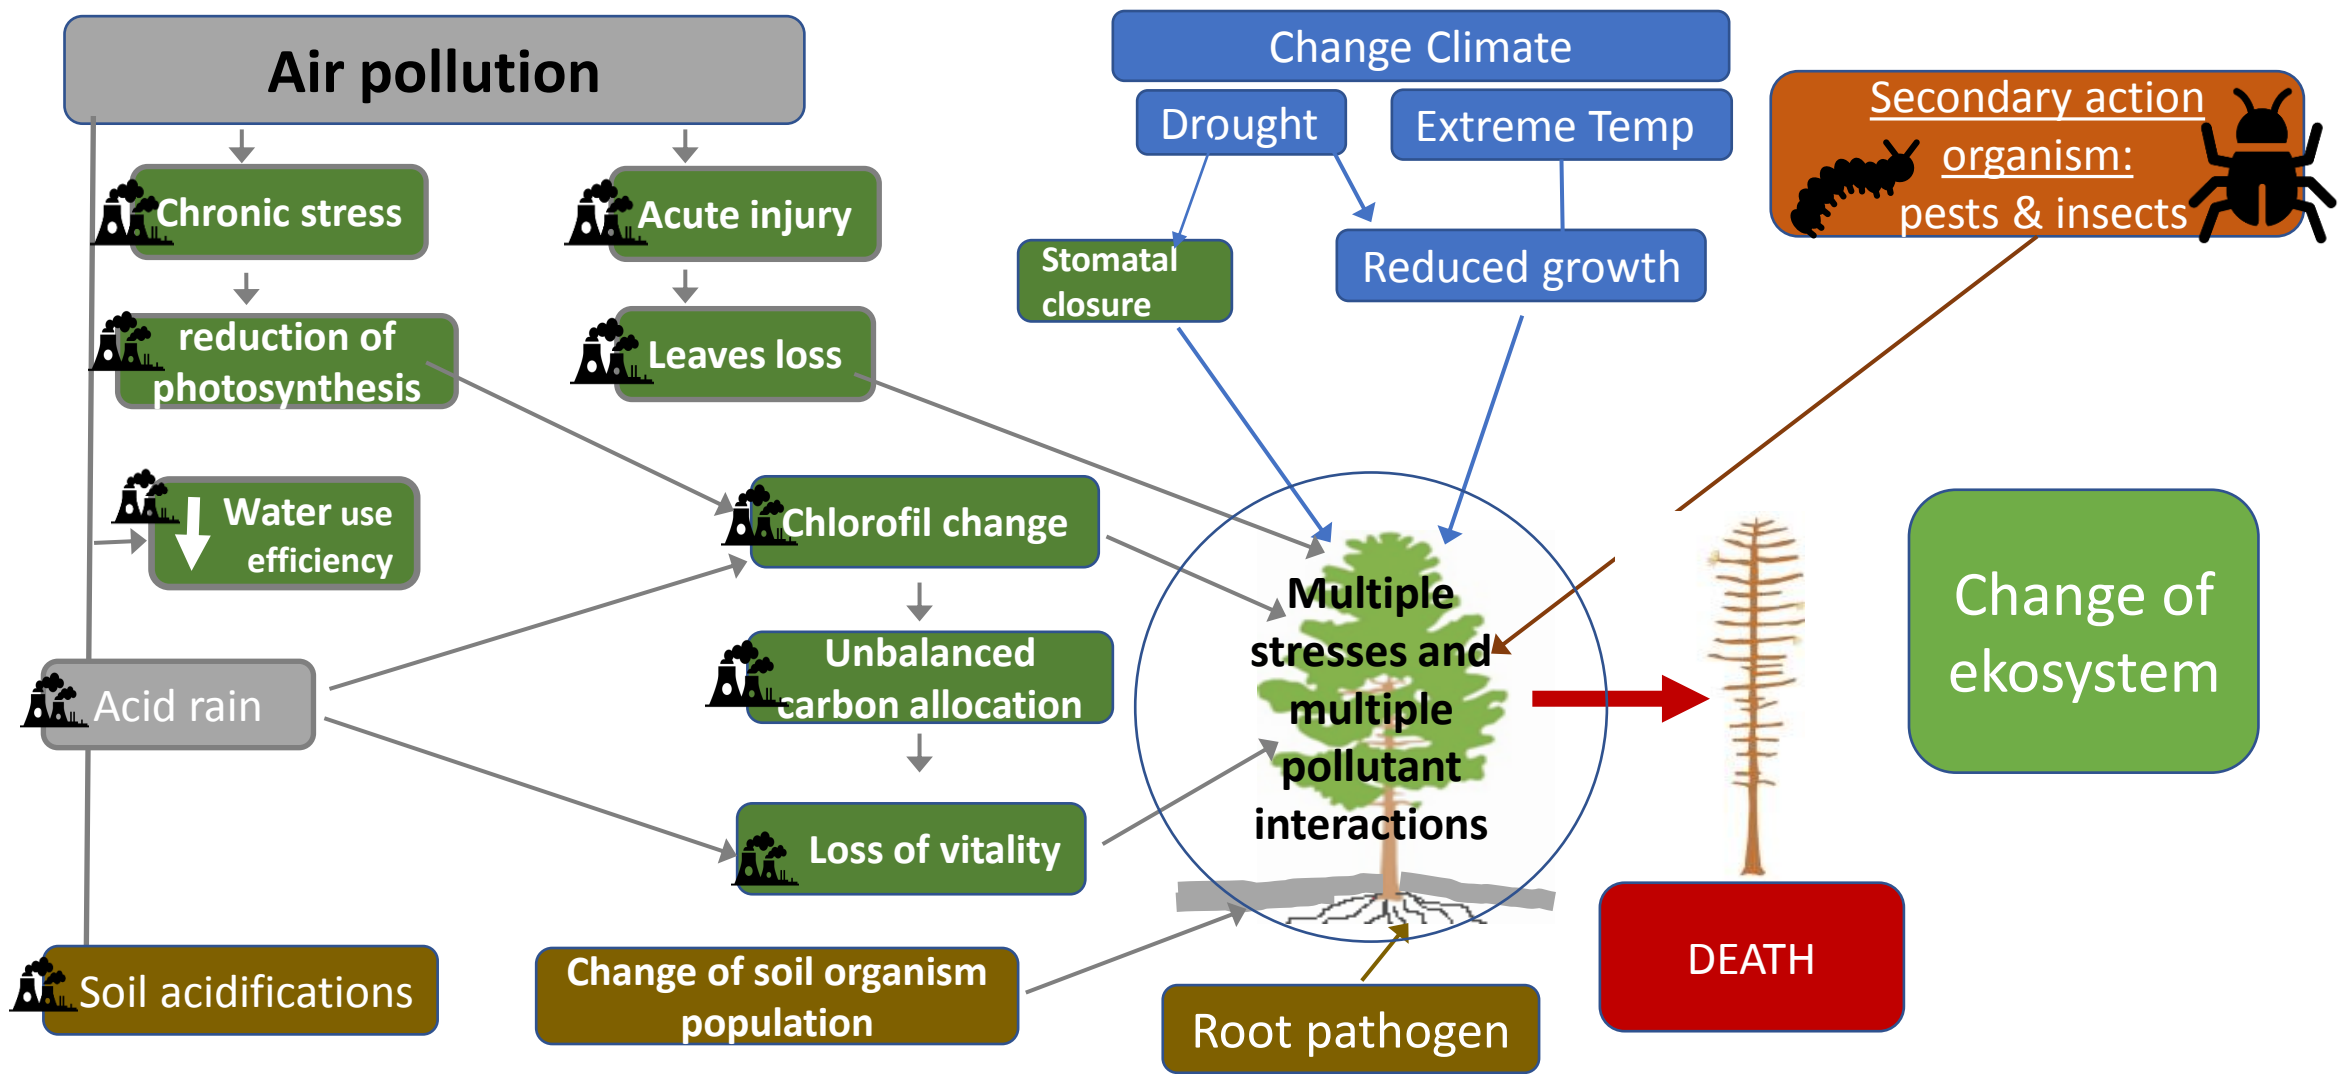 Air pollution
Change Climate
Drought
Extreme Temp
Secondary action
organism:
pests & insects
Chronic stress
Acute injury
Stomatal
closure
Reduced growth
reduction of
photosynthesis
Leaves loss
Water use
efficiency
Chlorofil change
Acid rain
Unbalanced
carbon allocation
Loss of vitality
Multiple
stresses and
multiple
pollutant
interactions
Change of
ekosystem
Soil acidifications
Change of soil organism
population
Root pathogen
DEATH